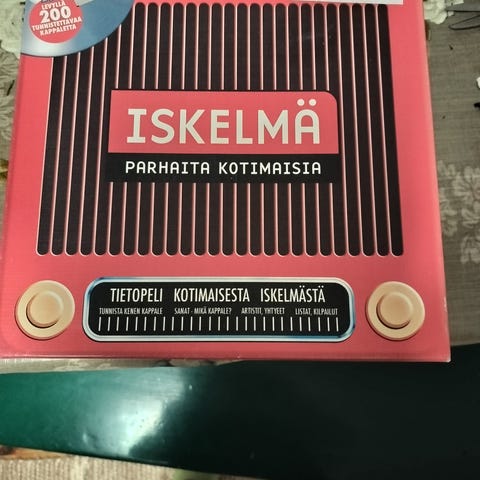 LEVYLLÄ
200
TUNNISTETTAVAA
KAPPALETTA
ISKELMÄ
PARHAITA KOTIMAISIA
TIETOPELI KOTIMAISESTA ISKELMÄSTÄ
TUNNISTA KENEN KAPPALE SANAT - MIKÄ KAPPALE? ARTISTIT, YHTYEET LISTAT, KILPAILUT